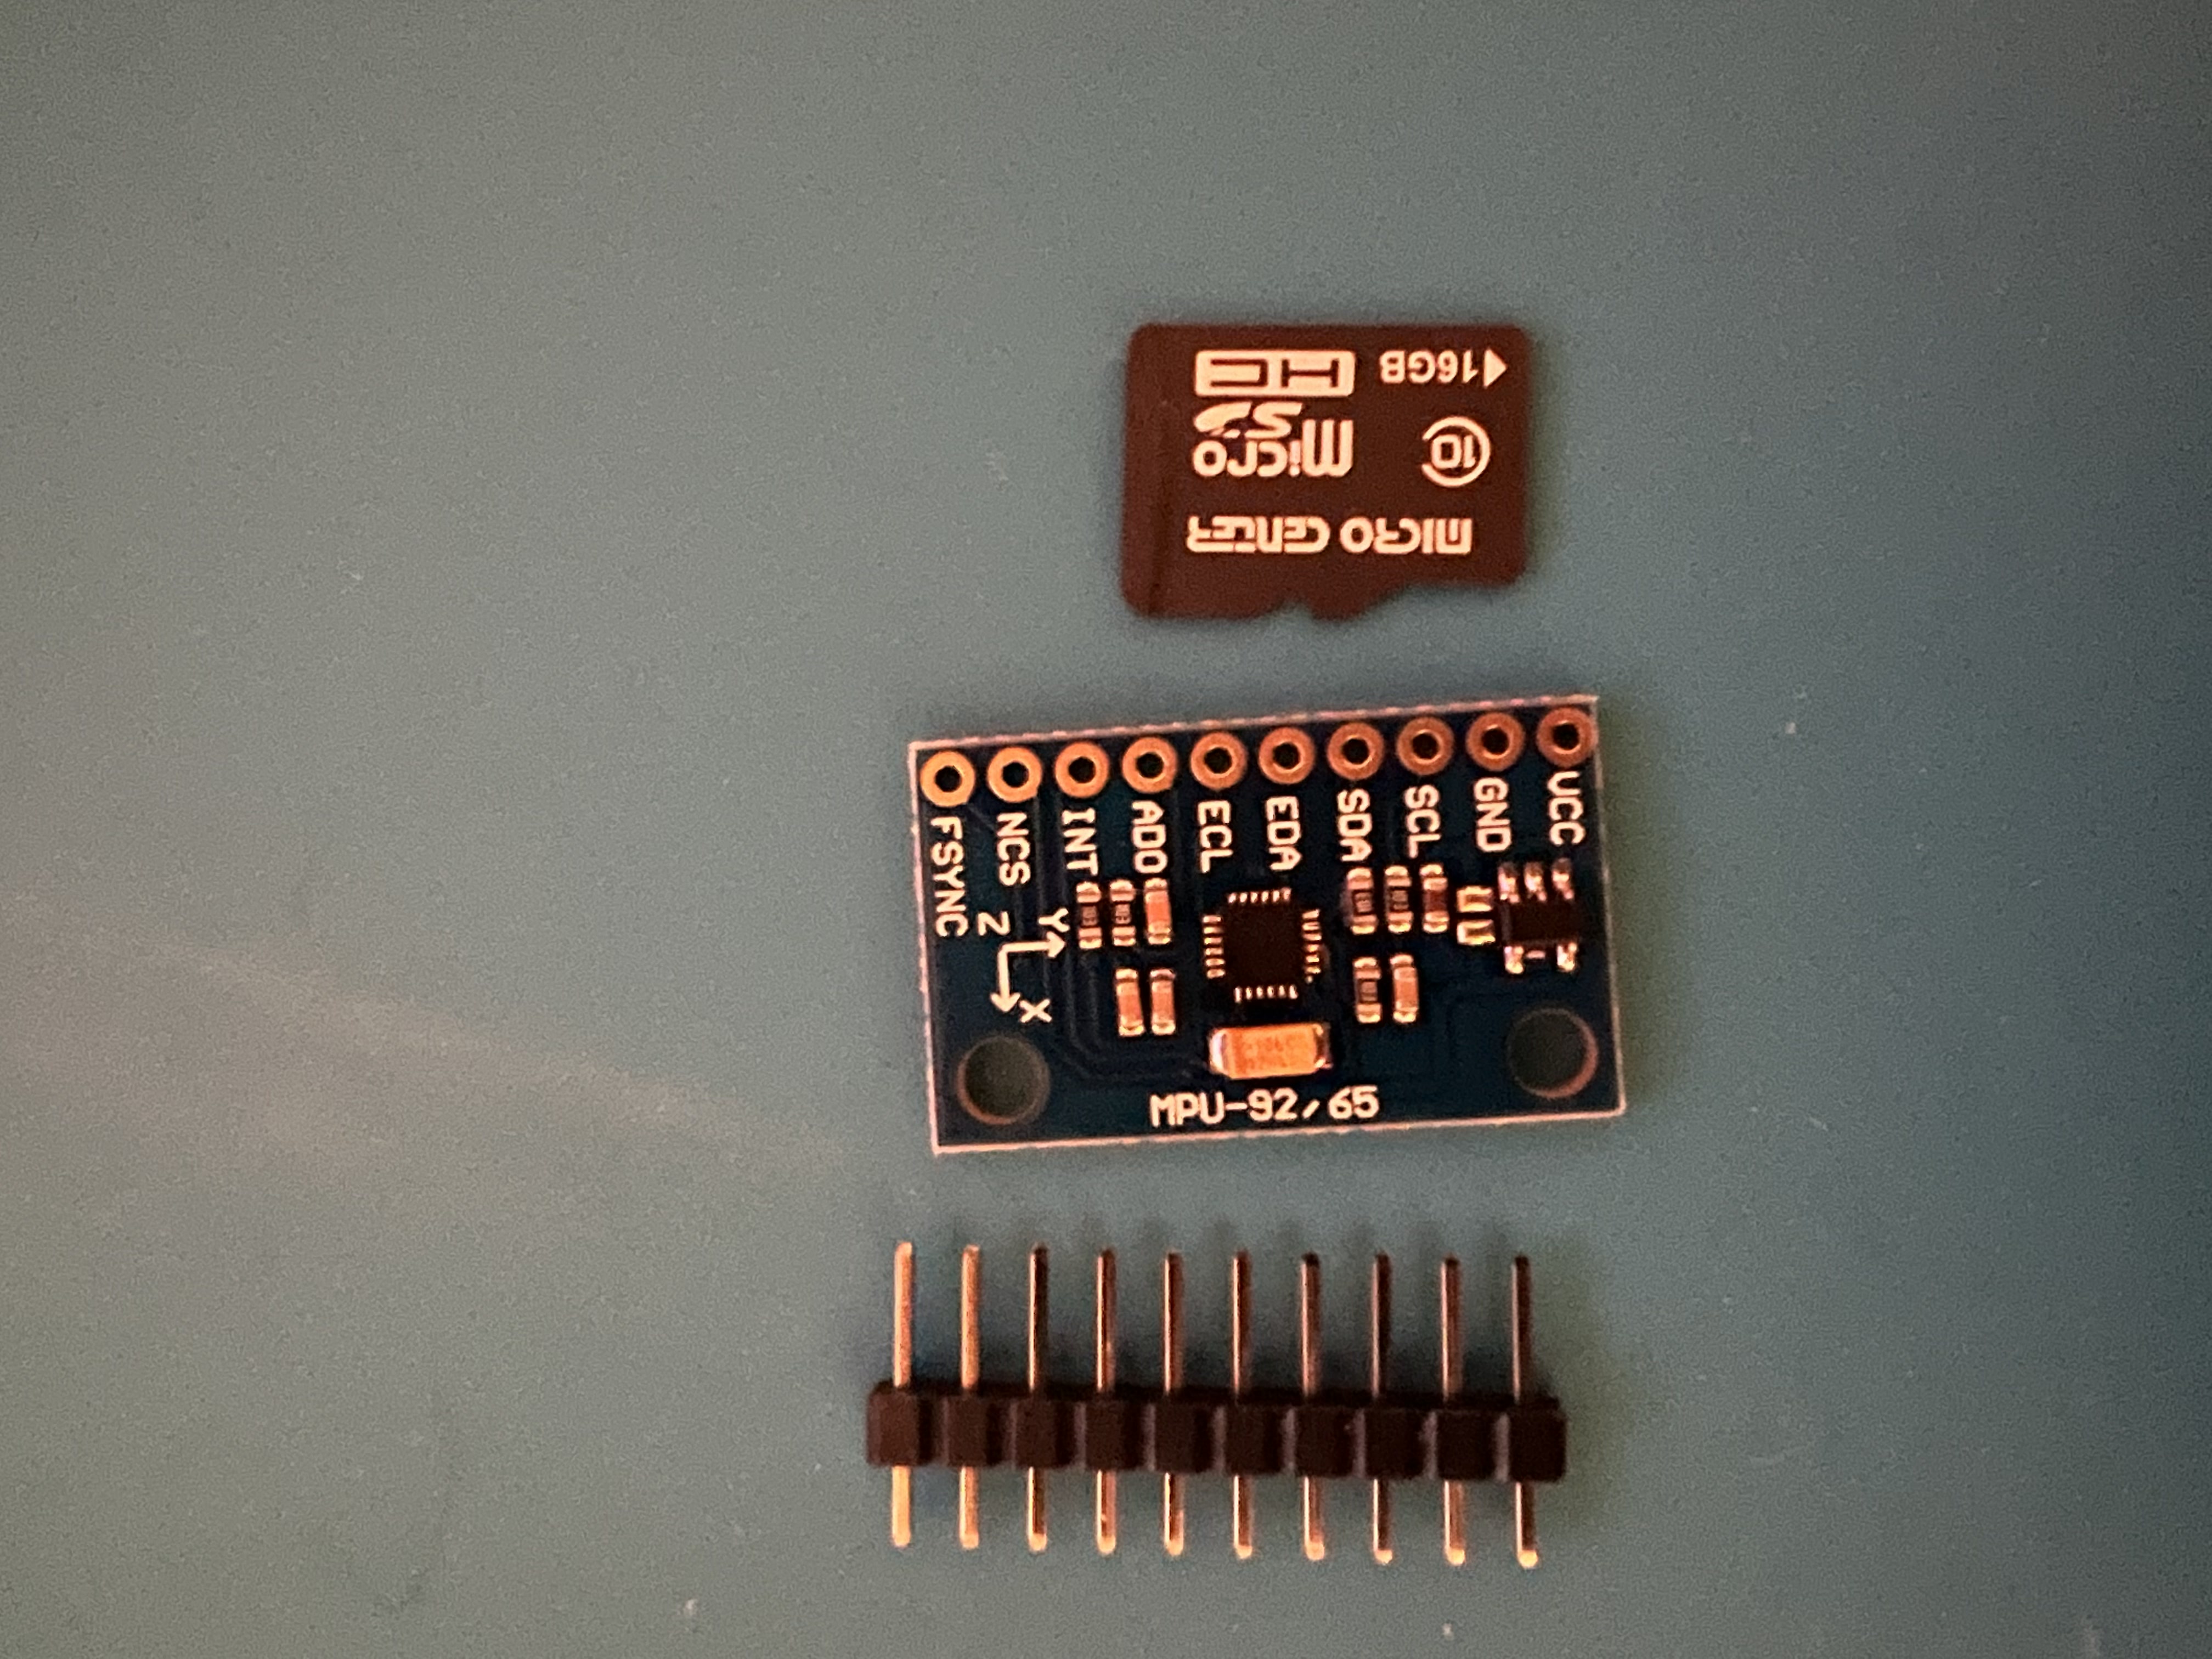 MICRO CENTER
10 micro
SD
◀16GB HC
VCC
GND
SCL
SDA
EDA
ECL
ADO
INT
NCS
FSYNC
Y
X
Z
MPU-92/65